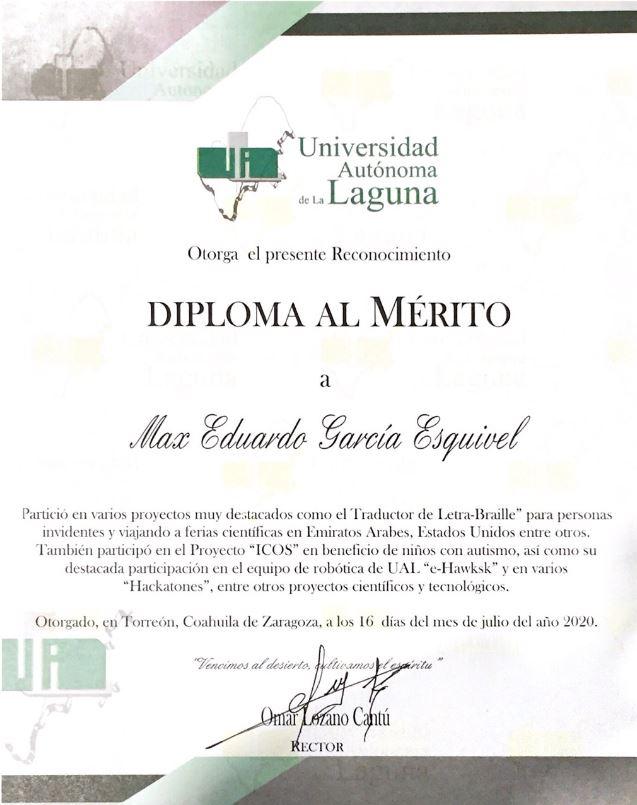 Universidad
Autónoma
de La Laguna
Otorga el presente Reconocimiento
DIPLOMA AL MÉRITO
a
Max Eduardo García Esquivel
Partició en varios proyectos muy destacados como el Traductor de Letra-Braille” para personas
invidentes y viajando a ferias científicas en Emiratos Arabes, Estados Unidos entre otros.
También participó en el Proyecto “ICOS” en beneficio de niños con autismo, así como su
destacada participación en el equipo de robótica de UAL “e-Hawksk” y en varios
“Hackatones”, entre otros proyectos científicos y tecnológicos.
Otorgado, en Torreón, Coahuila de Zaragoza, a los 16 días del mes de julio del año 2020.
"Vencimos al desierto, cultivamos el espíritu"
Omar Lozano Cantú
RECTOR